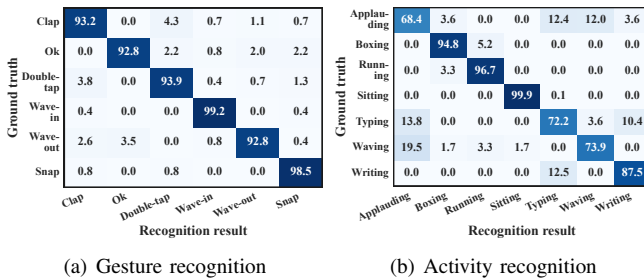 Clap 93.2 0.0 4.3 0.7 1.1 0.7
Ok 0.0 92.8 2.2 0.8 2.0 2.2
Double-
tap 3.8 0.0 93.9 0.4 0.7 1.3
Wave-
in 0.4 0.0 0.0 99.2 0.0 0.4
Wave-
out 2.6 3.5 0.0 0.8 92.8 0.4
Snap 0.8 0.0 0.8 0.0 0.0 98.5
Ground truth
Clap Ok Double-tap Wave-in Wave-out Snap
Recognition result
(a) Gesture recognition
Applau-
ding 68.4 3.6 0.0 0.0 12.4 12.0 3.6
Boxing 0.0 94.8 5.2 0.0 0.0 0.0 0.0
Runn-
ing 0.0 3.3 96.7 0.0 0.0 0.0 0.0
Sitting 0.0 0.0 0.0 99.9 0.1 0.0 0.0
Typing 13.8 0.0 0.0 0.0 72.2 3.6 10.4
Waving 19.5 1.7 3.3 1.7 0.0 73.9 0.0
Writing 0.0 0.0 0.0 0.0 12.5 0.0 87.5
Ground truth
Applauding Boxing Running Sitting Typing Waving Writing
Recognition result
(b) Activity recognition